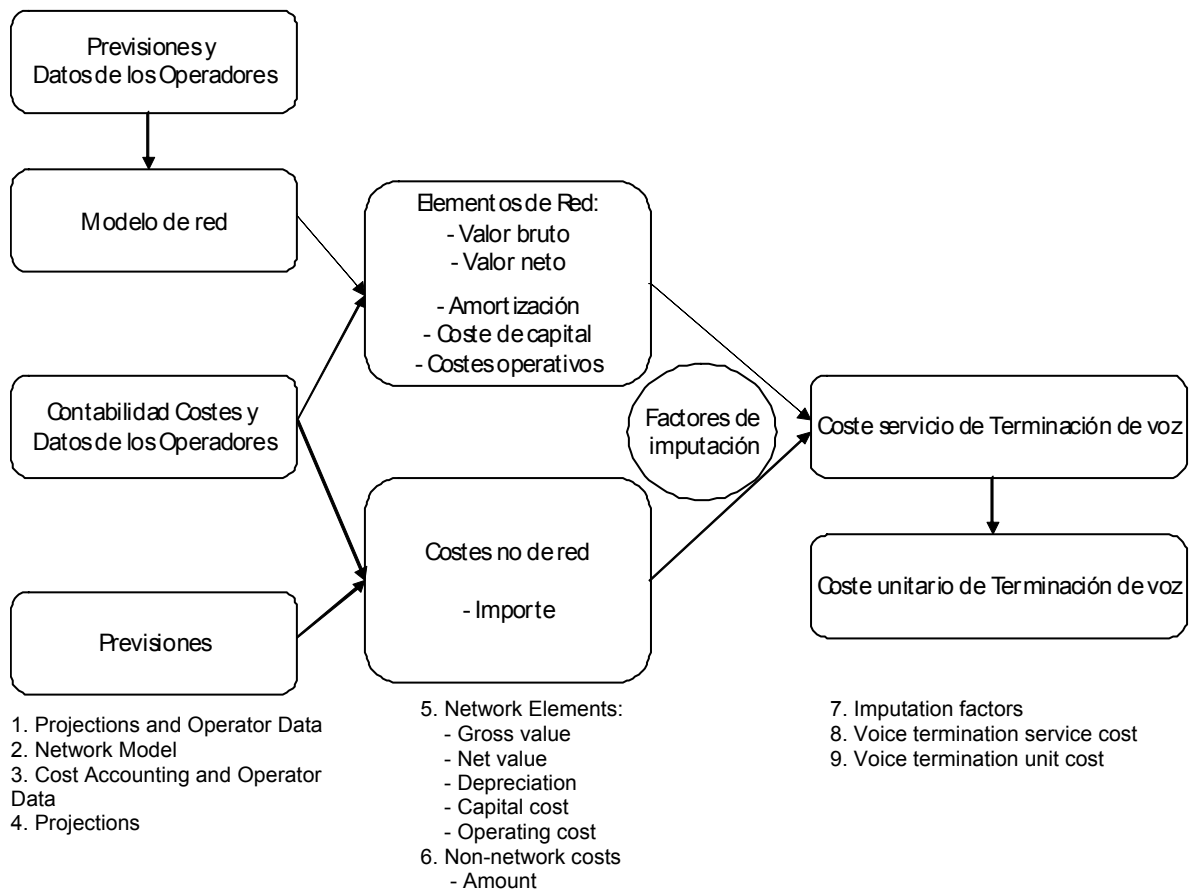 Previsiones y
Datos de los Operadores
Modelo de red
Contabilidad Costes y
Datos de los Operadores
Previsiones
Elementos de Red:
- Valor bruto
- Valor neto
- Amortización
- Coste de capital
- Costes operativos
Costes no de red
- Importe
Factores de
imputación
Coste servicio de Terminación de voz
Coste unitario de Terminación de voz
1. Projections and Operator Data
2. Network Model
3. Cost Accounting and Operator
Data
4. Projections
5. Network Elements:
- Gross value
- Net value
- Depreciation
- Capital cost
- Operating cost
6. Non-network costs
- Amount
7. Imputation factors
8. Voice termination service cost
9. Voice termination unit cost